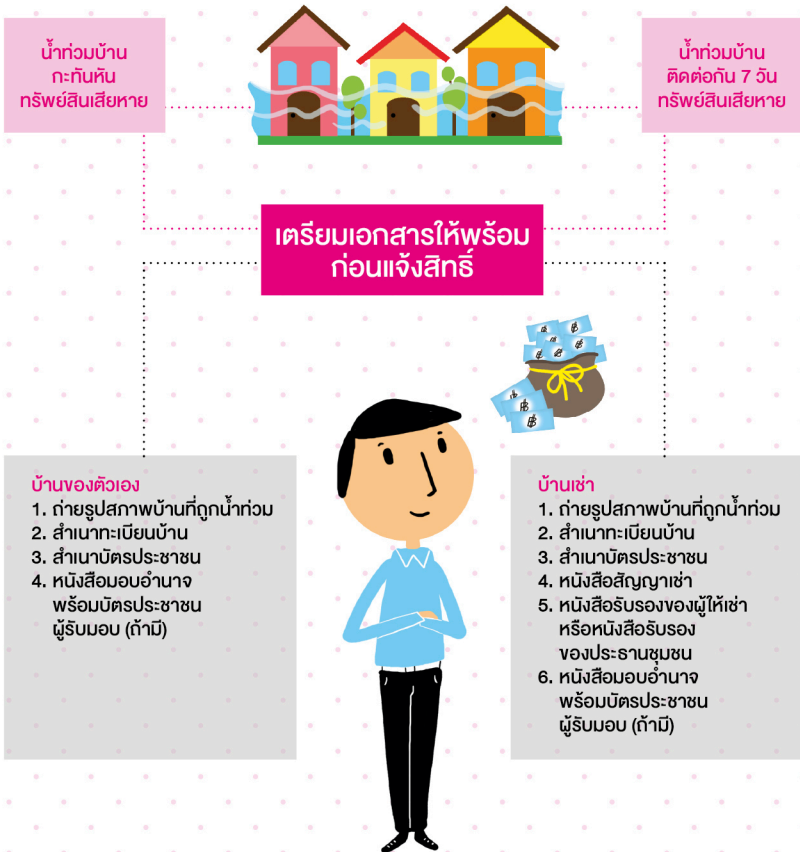 น้ำท่วมบ้าน
กะทันหัน
ทรัพย์สินเสียหาย
น้ำท่วมบ้าน
ติดต่อกัน 7 วัน
ทรัพย์สินเสียหาย
เตรียมเอกสารให้พร้อม
ก่อนแจ้งสิทธิ์
บ้านของตัวเอง
1. ถ่ายรูปสภาพบ้านที่ถูกน้ำท่วม
2. สำเนาทะเบียนบ้าน
3. สำเนาบัตรประชาชน
4. หนังสือมอบอำนาจ
พร้อมบัตรประชาชน
ผู้รับมอบ (ถ้ามี)
บ้านเช่า
1. ถ่ายรูปสภาพบ้านที่ถูกน้ำท่วม
2. สำเนาทะเบียนบ้าน
3. สำเนาบัตรประชาชน
4. หนังสือสัญญาเช่า
5. หนังสือรับรองของผู้ให้เช่า
หรือหนังสือรับรอง
ของประธานชุมชน
6. หนังสือมอบอำนาจ
พร้อมบัตรประชาชน
ผู้รับมอบ (ถ้ามี)